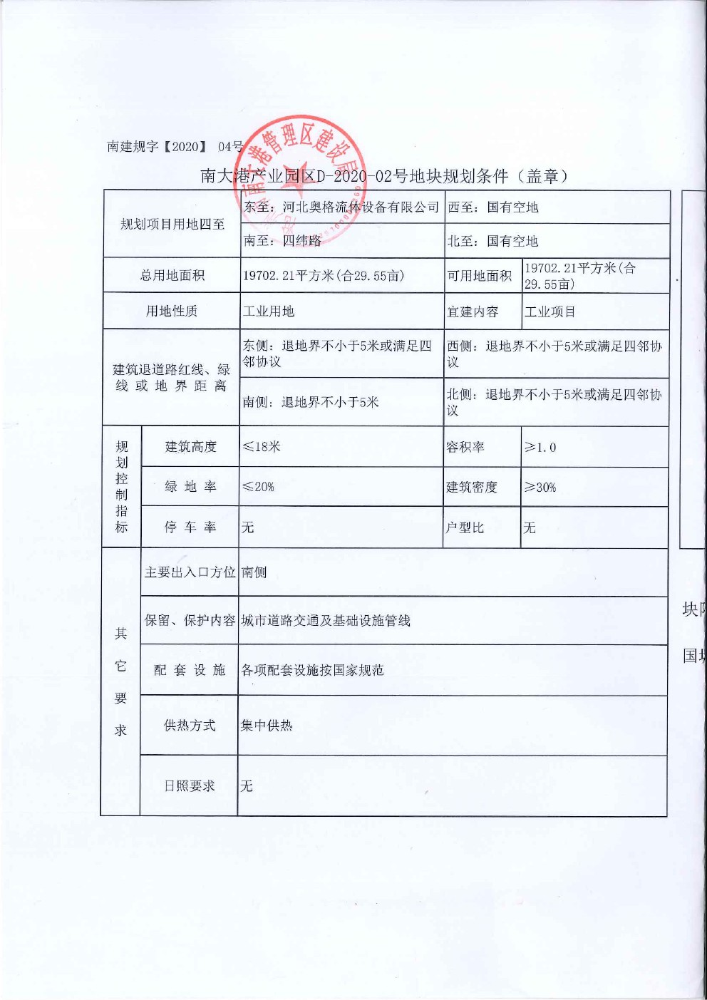 南建规字【2020】 04号
南大港管理区建设局
南大港产业园区D-2020-02号地块规划条件（盖章）
规划项目用地四至
东至：河北奥格流体设备有限公司
西至：国有空地
南至：四纬路
北至：国有空地
总用地面积
19702.21平方米(合29.55亩)
可用地面积
19702.21平方米(合
29.55亩)
用地性质
工业用地
宜建内容
工业项目
建筑退道路红线、绿
线或地界距离
东侧：退地界不小于5米或满足四
邻协议
西侧：退地界不小于5米或满足四邻协
议
南侧：退地界不小于5米
北侧：退地界不小于5米或满足四邻协
议
规
划
控
制
指
标
建筑高度
≤18米
容积率
≥1.0
绿地率
≤20%
建筑密度
≥30%
停车率
无
户型比
无
其
它
要
求
主要出入口方位
南侧
保留、保护内容
城市道路交通及基础设施管线
配套设施
各项配套设施按国家规范
供热方式
集中供热
日照要求
无
块
国